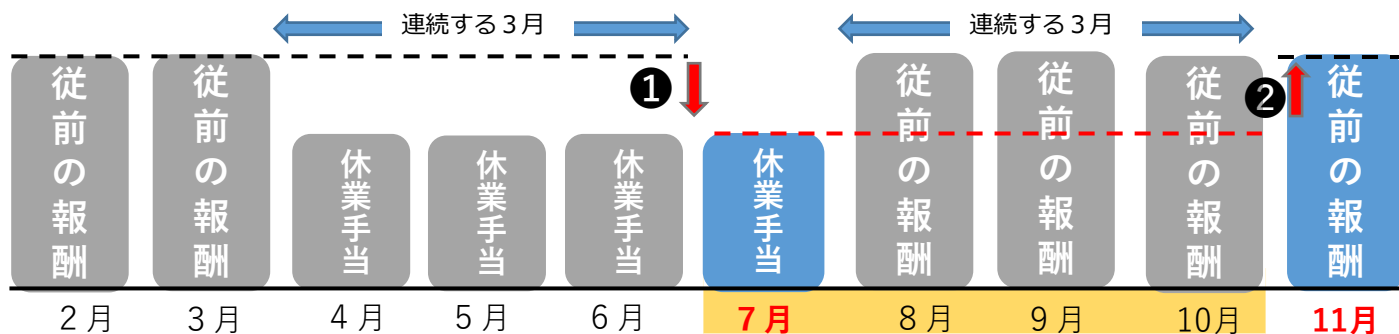 連続する3月
連続する3月
❶
❷
従前の報酬
従前の報酬
休業手当
休業手当
休業手当
休業手当
従前の報酬
従前の報酬
従前の報酬
従前の報酬
2月
3月
4月
5月
6月
7月
8月
9月
10月
11月